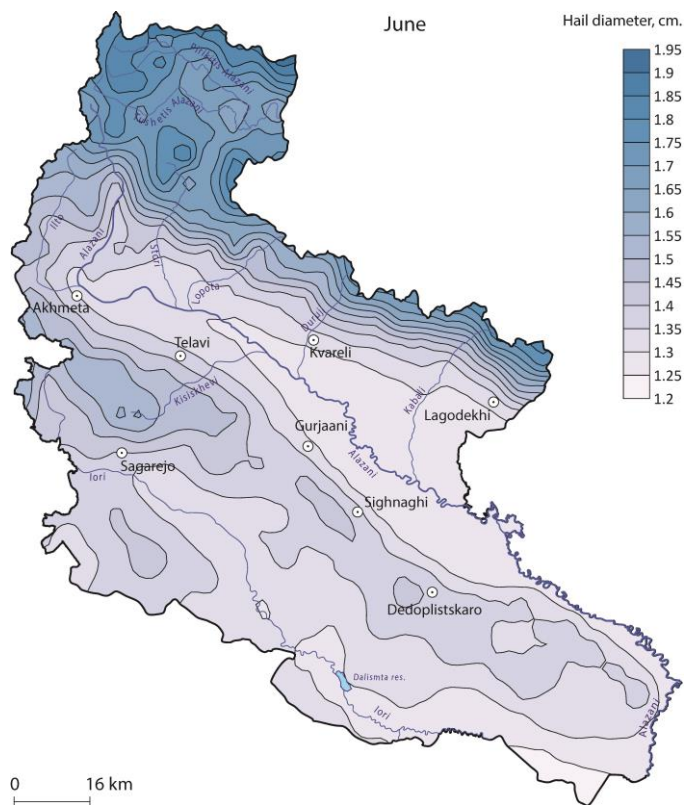 June
Hail diameter, cm.
1.95
1.9
1.85
1.8
1.75
1.7
1.65
1.6
1.55
1.5
1.45
1.4
1.35
1.3
1.25
1.2
Pirikitis Alazani
Tushetis Alazani
Ilto
Alazani
Stori
Lopota
Duruji
Akhmeta
Telavi
Kvareli
Kisiskhevi
Kabali
Lagodekhi
Gurjaani
Alazani
Sagarejo
Iori
Sighnaghi
Dedoplistskaro
Dalismta res.
Iori
Alazani
0 16 km